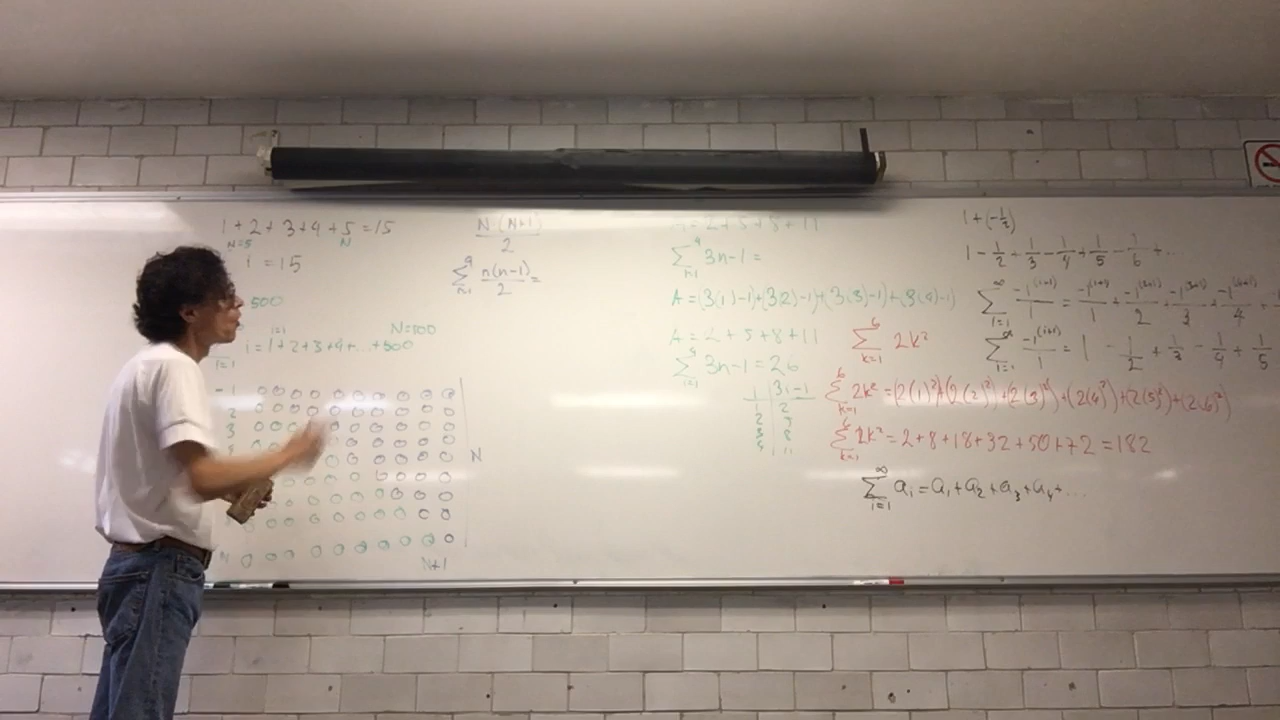 1+2+3+4+5=15
N=5
N
i=15
500
N=500
i=1
i=1+2+3+4+...+500
i=1
1
2
3
N
N
N+1
N·(N+1)
2
∑ n(n-1) =
2
A=2+5+8+11
∑ 3n-1=
A=(3(1)-1)+(3(2)-1)+(3(3)-1)+(3(4)-1)
A=2+5+8+11
∑ 3n-1=26
3i-1
1 2
2
3 8
11
6
∑ 2k²
k=1
6
∑ 2k²=(2(1)²)+(2(2)²)+(2(3)²)+(2(4)²)+(2(5)²)+(2(6)²)
k=1
6
∑ 2k²=2+8+18+32+50+72=182
k=1
∞
∑ aᵢ=a₁+a₂+a₃+a₄+...
i=1
1+(-1/2)
1-1/2+1/3-1/4+1/5-1/6+...
∞
∑ -1^(i+1)/1=-1^(1+1)/1+-1^(2+1)/2+-1^(3+1)/3+-1^(4+1)/4+
i=1
∞
∑ -1^(i+1)/1=1-1/2+1/3-1/4+1/5
i=1